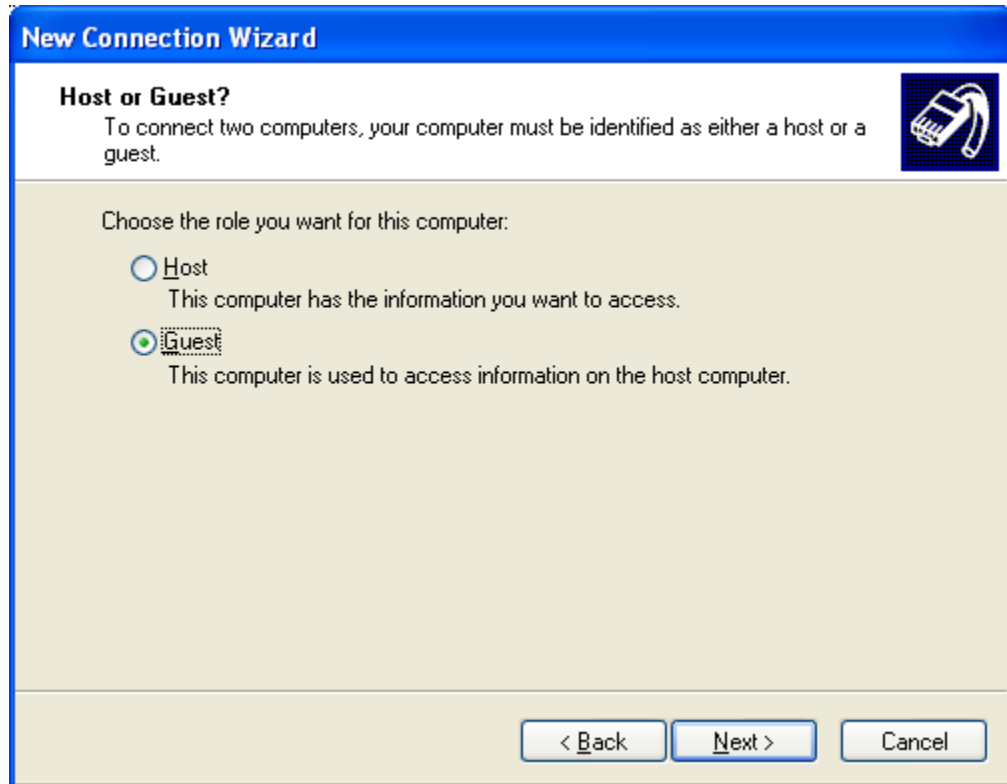 New Connection Wizard
Host or Guest?
To connect two computers, your computer must be identified as either a host or a
guest.
Choose the role you want for this computer:
Host
This computer has the information you want to access.
Guest
This computer is used to access information on the host computer.
< Back
Next >
Cancel